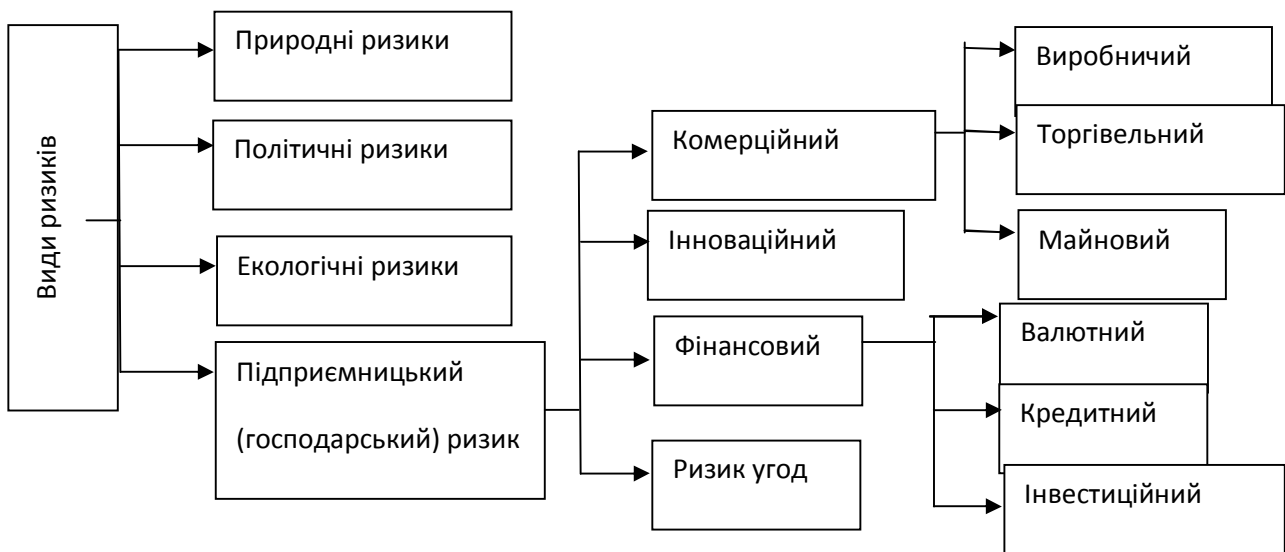 Види ризиків
Природні ризики
Політичні ризики
Екологічні ризики
Підприємницький
(господарський) ризик
Комерційний
Інноваційний
Фінансовий
Ризик угод
Виробничий
Торгівельний
Майновий
Валютний
Кредитний
Інвестиційний